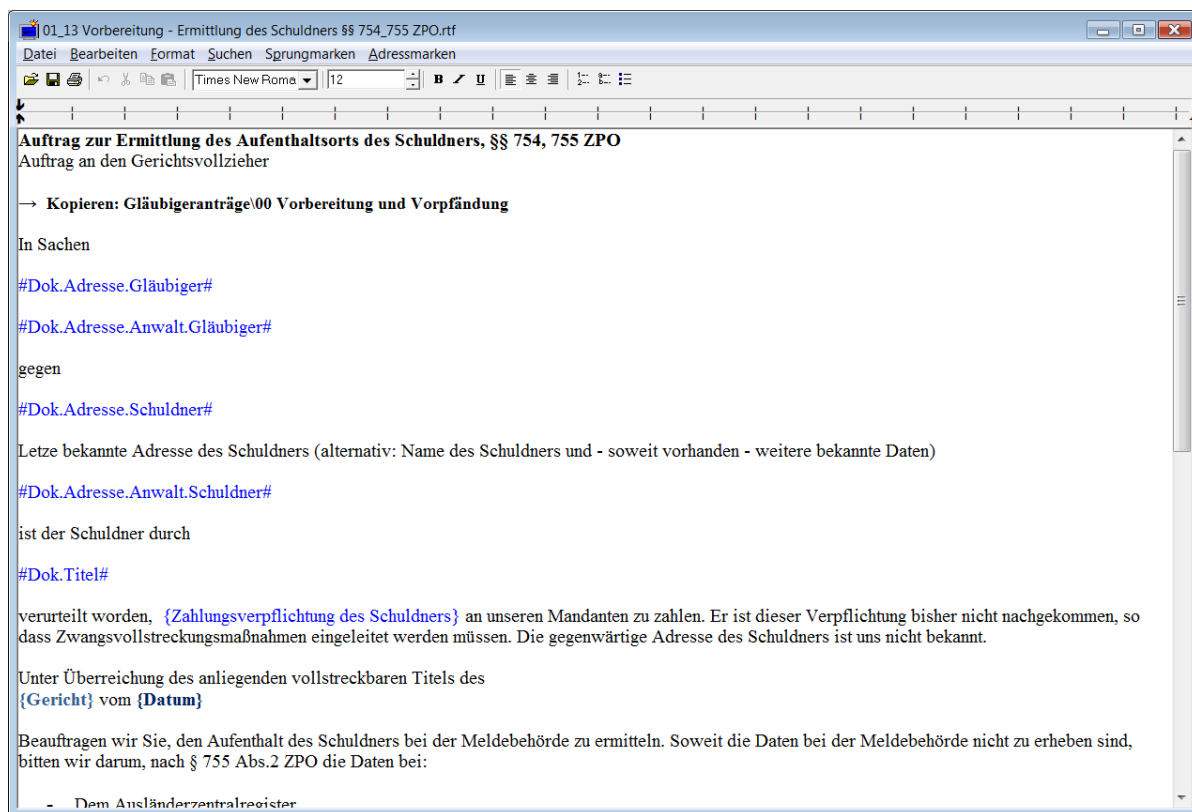 01_13 Vorbereitung - Ermittlung des Schuldners §§ 754_755 ZPO.rtf
Datei Bearbeiten Format Suchen Sprungmarken Adressmarken
Times New Roma 12 B I U
Auftrag zur Ermittlung des Aufenthaltsorts des Schuldners, §§ 754, 755 ZPO
Auftrag an den Gerichtsvollzieher
→ Kopieren: Gläubigeranträge\00 Vorbereitung und Vorpfändung
In Sachen
#Dok.Adresse.Gläubiger#
#Dok.Adresse.Anwalt.Gläubiger#
gegen
#Dok.Adresse.Schuldner#
Letze bekannte Adresse des Schuldners (alternativ: Name des Schuldners und - soweit vorhanden - weitere bekannte Daten)
#Dok.Adresse.Anwalt.Schuldner#
ist der Schuldner durch
#Dok.Titel#
verurteilt worden, {Zahlungsverpflichtung des Schuldners} an unseren Mandanten zu zahlen. Er ist dieser Verpflichtung bisher nicht nachgekommen, so
dass Zwangsvollstreckungsmaßnahmen eingeleitet werden müssen. Die gegenwärtige Adresse des Schuldners ist uns nicht bekannt.
Unter Überreichung des anliegenden vollstreckbaren Titels des
{Gericht} vom {Datum}
Beauftragen wir Sie, den Aufenthalt des Schuldners bei der Meldebehörde zu ermitteln. Soweit die Daten bei der Meldebehörde nicht zu erheben sind,
bitten wir darum, nach § 755 Abs.2 ZPO die Daten bei:
- Dem Ausländerzentralregister